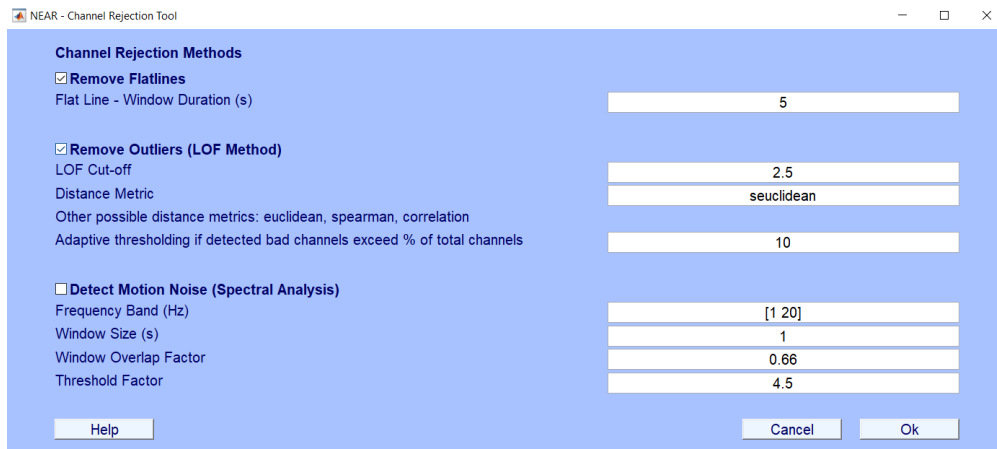 NEAR - Channel Rejection Tool
Channel Rejection Methods
Remove Flatlines
Flat Line - Window Duration (s) 5
Remove Outliers (LOF Method)
LOF Cut-off 2.5
Distance Metric seuclidean
Other possible distance metrics: euclidean, spearman, correlation
Adaptive thresholding if detected bad channels exceed % of total channels 10
Detect Motion Noise (Spectral Analysis)
Frequency Band (Hz) [1 20]
Window Size (s) 1
Window Overlap Factor 0.66
Threshold Factor 4.5
Help Cancel Ok